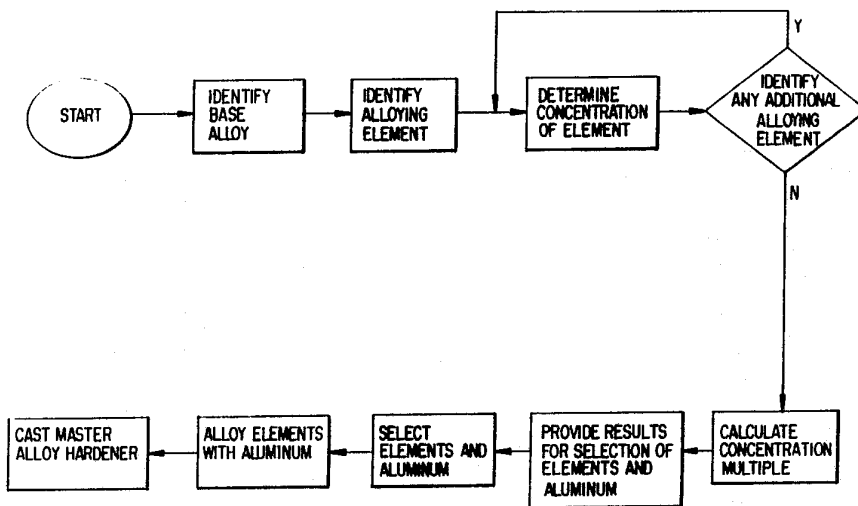 START
IDENTIFY
BASE
ALLOY
IDENTIFY
ALLOYING
ELEMENT
DETERMINE
CONCENTRATION
OF ELEMENT
Y
IDENTIFY
ANY ADDITIONAL
ALLOYING
ELEMENT
N
CALCULATE
CONCENTRATION
MULTIPLE
PROVIDE RESULTS
FOR SELECTION OF
ELEMENTS AND
ALUMINUM
SELECT
ELEMENTS AND
ALUMINUM
ALLOY ELEMENTS
WITH ALUMINUM
CAST MASTER
ALLOY HARDENER